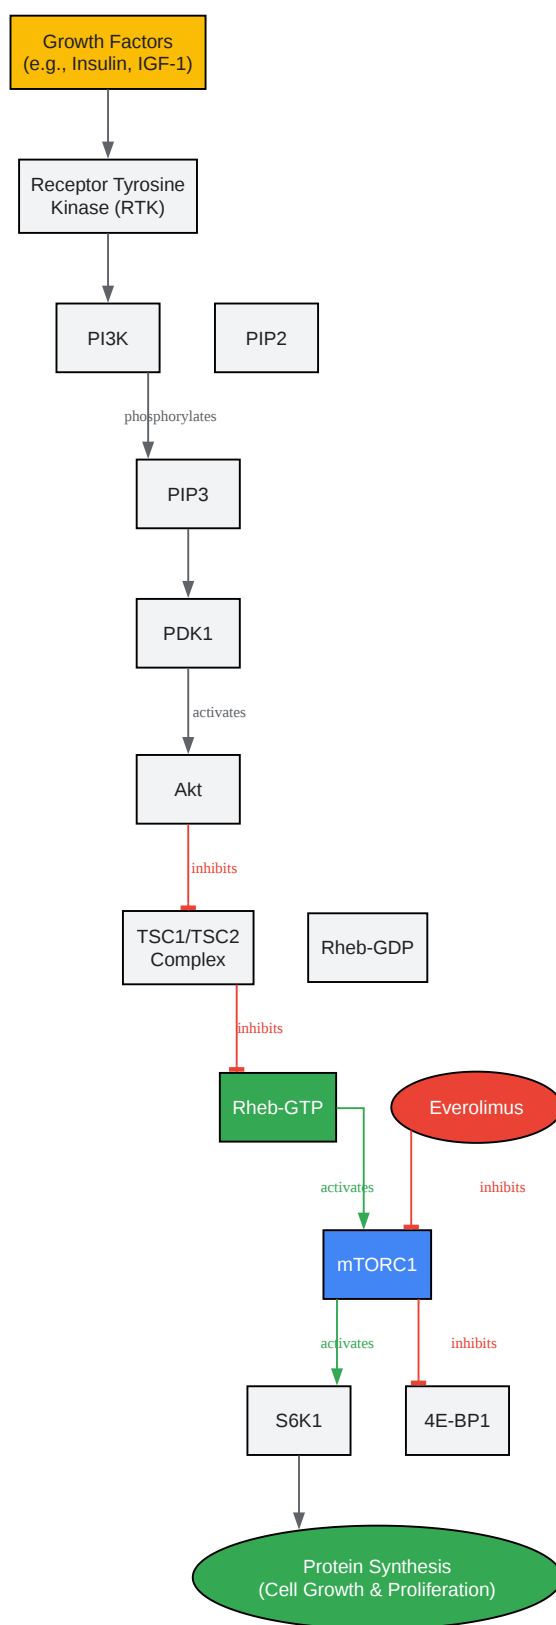 Growth Factors
(e.g., Insulin, IGF-1)
Receptor Tyrosine
Kinase (RTK)
PI3K
PIP2
phosphorylates
PIP3
PDK1
activates
Akt
inhibits
TSC1/TSC2
Complex
Rheb-GDP
inhibits
Rheb-GTP
Everolimus
activates
inhibits
mTORC1
activates
inhibits
S6K1
4E-BP1
Protein Synthesis
(Cell Growth & Proliferation)